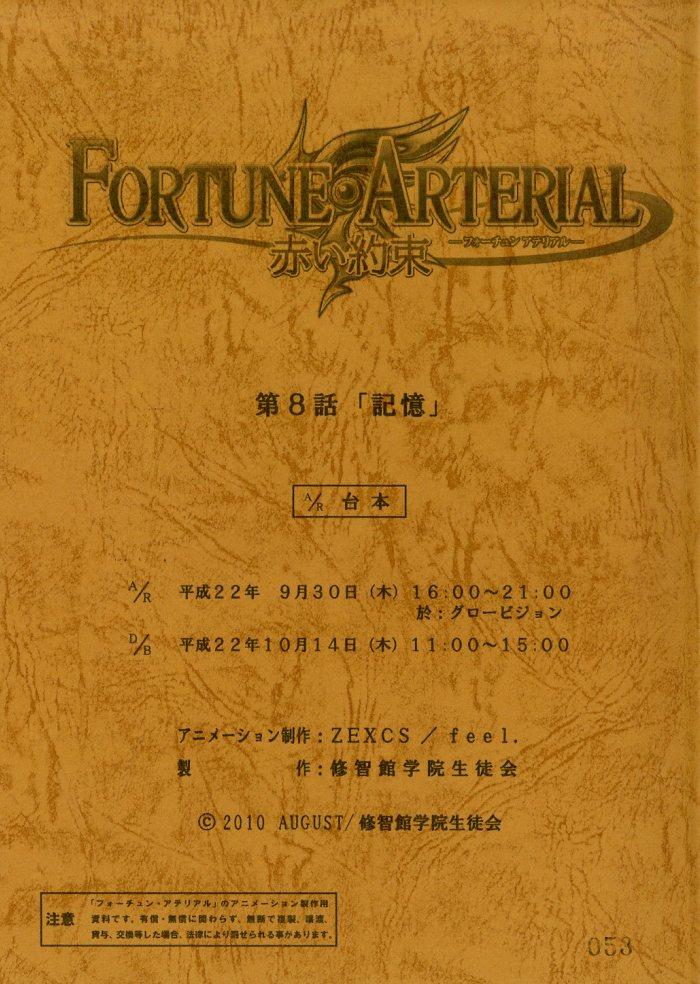 FORTUNE ARTERIAL
赤い約束 ―フォーチュン アテリアル―
第8話「記憶」
A/R 台本
A/R 平成22年 9月30日(木)16:00〜21:00
於:グロービジョン
D/B 平成22年10月14日(木)11:00〜15:00
アニメーション制作:ZEXCS / feel.
製 作:修智館学院生徒会
© 2010 AUGUST/修智館学院生徒会
注意
「フォーチュン・アテリアル」のアニメーション製作用
資料です。有償・無償に関わらず、無断で複製、譲渡、
貸与、交換等した場合、法律により罰せられる事があります。
053